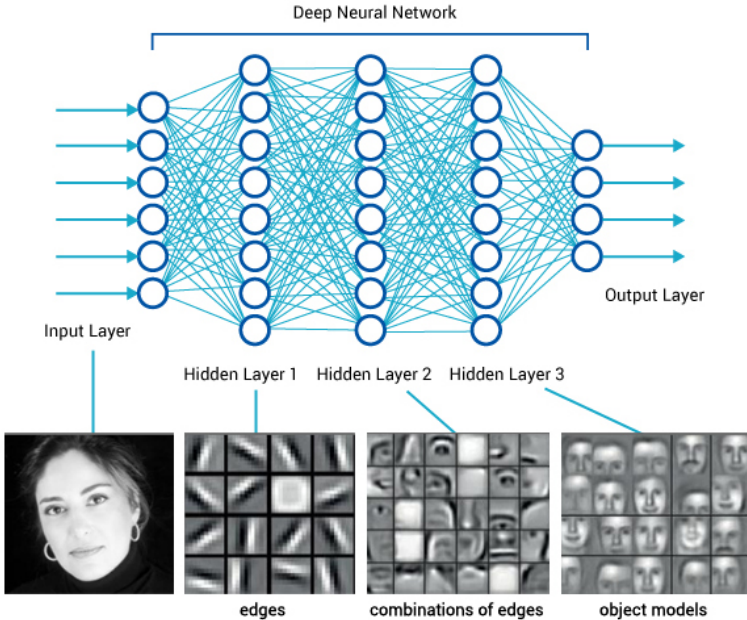 Deep Neural Network
Input Layer
Output Layer
Hidden Layer 1
Hidden Layer 2
Hidden Layer 3
edges
combinations of edges
object models